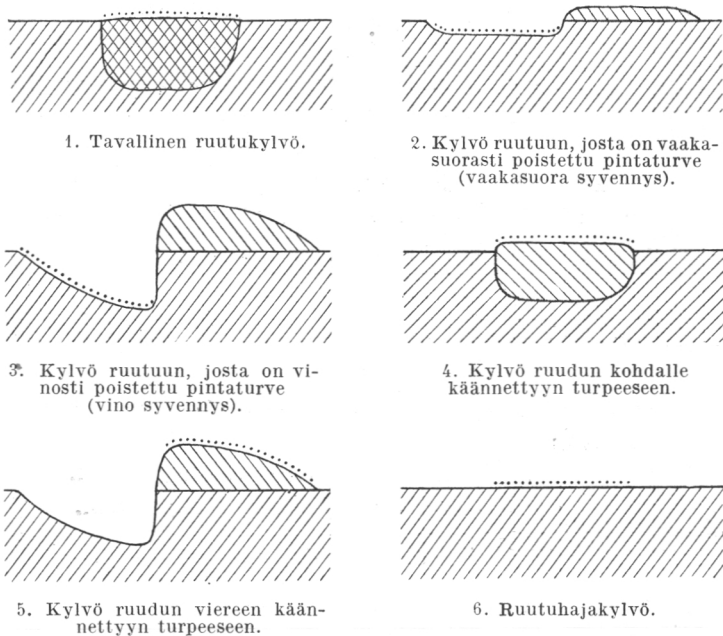 1. Tavallinen ruutukylvö.
2. Kylvö ruutuun, josta on vaaka-
suorasti poistettu pintaturve
(vaakasuora syvennys).
3. Kylvö ruutuun, josta on vi-
nosti poistettu pintaturve
(vino syvennys).
4. Kylvö ruudun kohdalle
käännettyyn turpeeseen.
5. Kylvö ruudun viereen kään-
nettyyn turpeeseen.
6. Ruutuhajakylvö.